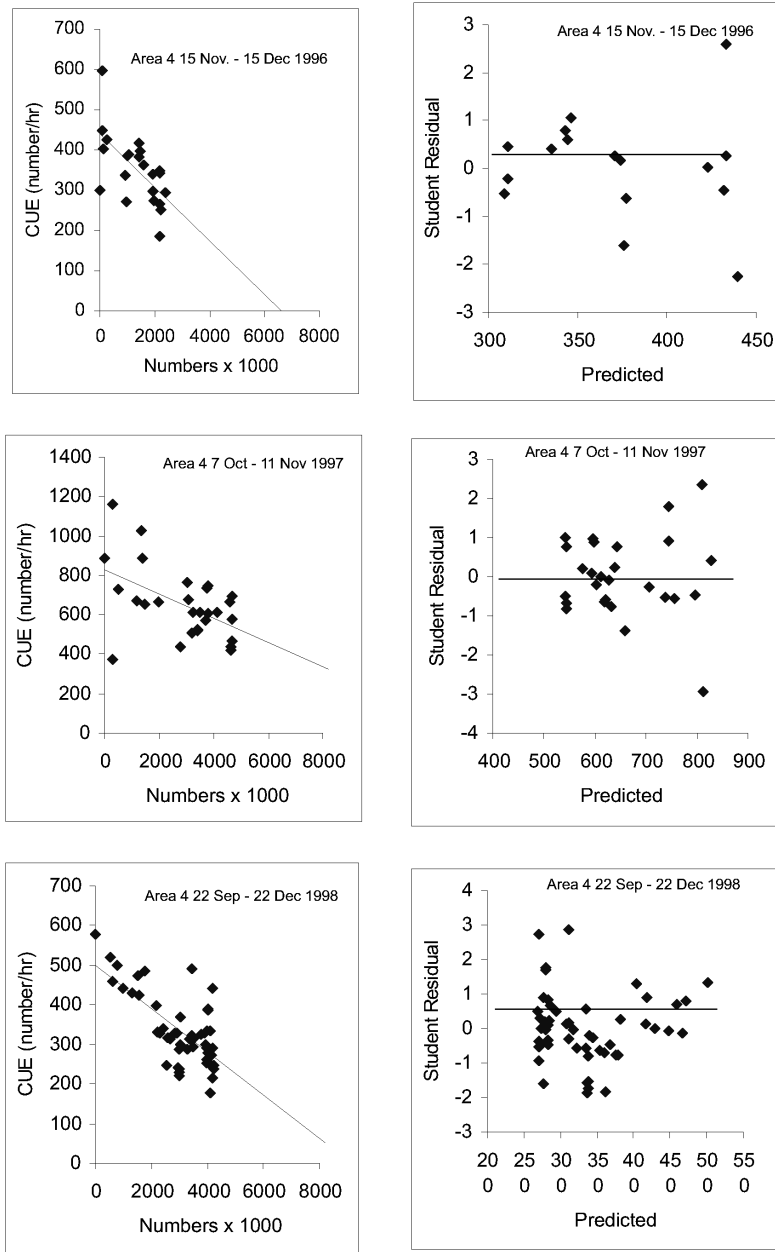 Area 4 15 Nov. - 15 Dec 1996
CUE (number/hr)
700
600
500
400
300
200
100
0
0 2000 4000 6000 8000
Numbers x 1000
Area 4 15 Nov. - 15 Dec 1996
Student Residual
3
2
1
0
-1
-2
-3
300 350 400 450
Predicted
Area 4 7 Oct - 11 Nov 1997
CUE (number/hr)
1400
1200
1000
800
600
400
200
0
0 2000 4000 6000 8000
Numbers x 1000
Area 4 7 Oct - 11 Nov 1997
Student Residual
3
2
1
0
-1
-2
-3
-4
400 500 600 700 800 900
Predicted
Area 4 22 Sep - 22 Dec 1998
CUE (number/hr)
700
600
500
400
300
200
100
0
0 2000 4000 6000 8000
Numbers x 1000
Area 4 22 Sep - 22 Dec 1998
Student Residual
4
3
2
1
0
-1
-2
-3
20 25 30 35 40 45 50 55
0 0 0 0 0 0 0 0
Predicted